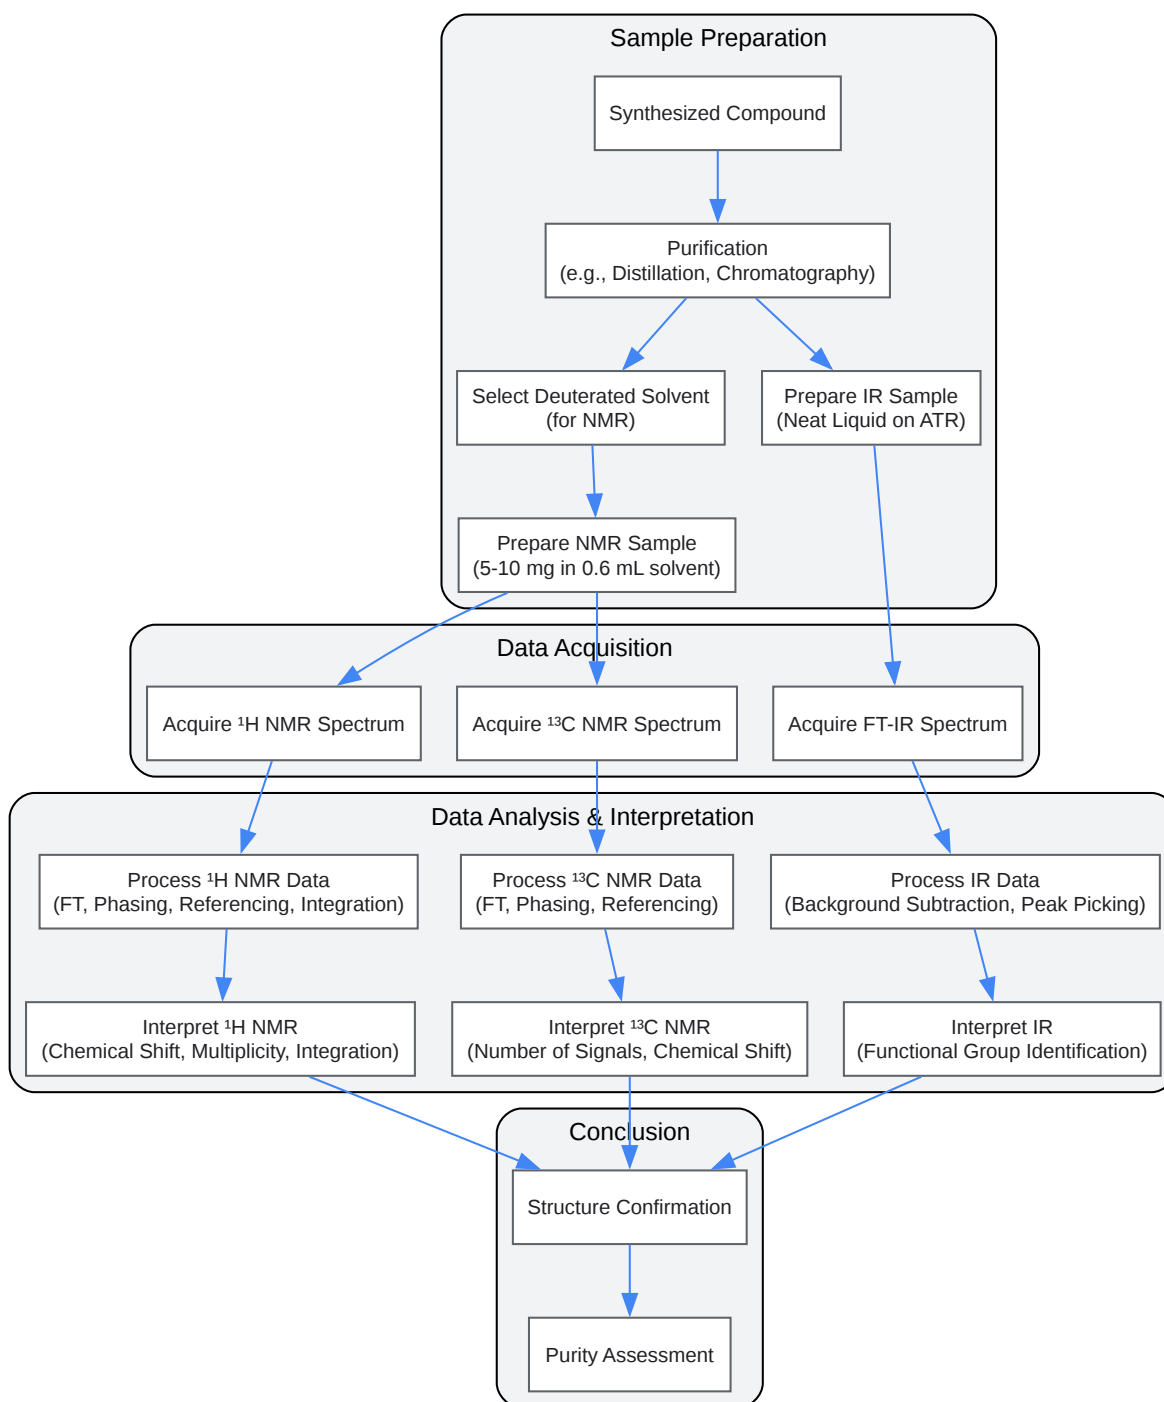 Sample Preparation
Synthesized Compound
Purification
(e.g., Distillation, Chromatography)
Select Deuterated Solvent
(for NMR)
Prepare IR Sample
(Neat Liquid on ATR)
Prepare NMR Sample
(5-10 mg in 0.6 mL solvent)
Data Acquisition
Acquire ¹H NMR Spectrum
Acquire ¹³C NMR Spectrum
Acquire FT-IR Spectrum
Data Analysis & Interpretation
Process ¹H NMR Data
(FT, Phasing, Referencing, Integration)
Process ¹³C NMR Data
(FT, Phasing, Referencing)
Process IR Data
(Background Subtraction, Peak Picking)
Interpret ¹H NMR
(Chemical Shift, Multiplicity, Integration)
Interpret ¹³C NMR
(Number of Signals, Chemical Shift)
Interpret IR
(Functional Group Identification)
Conclusion
Structure Confirmation
Purity Assessment